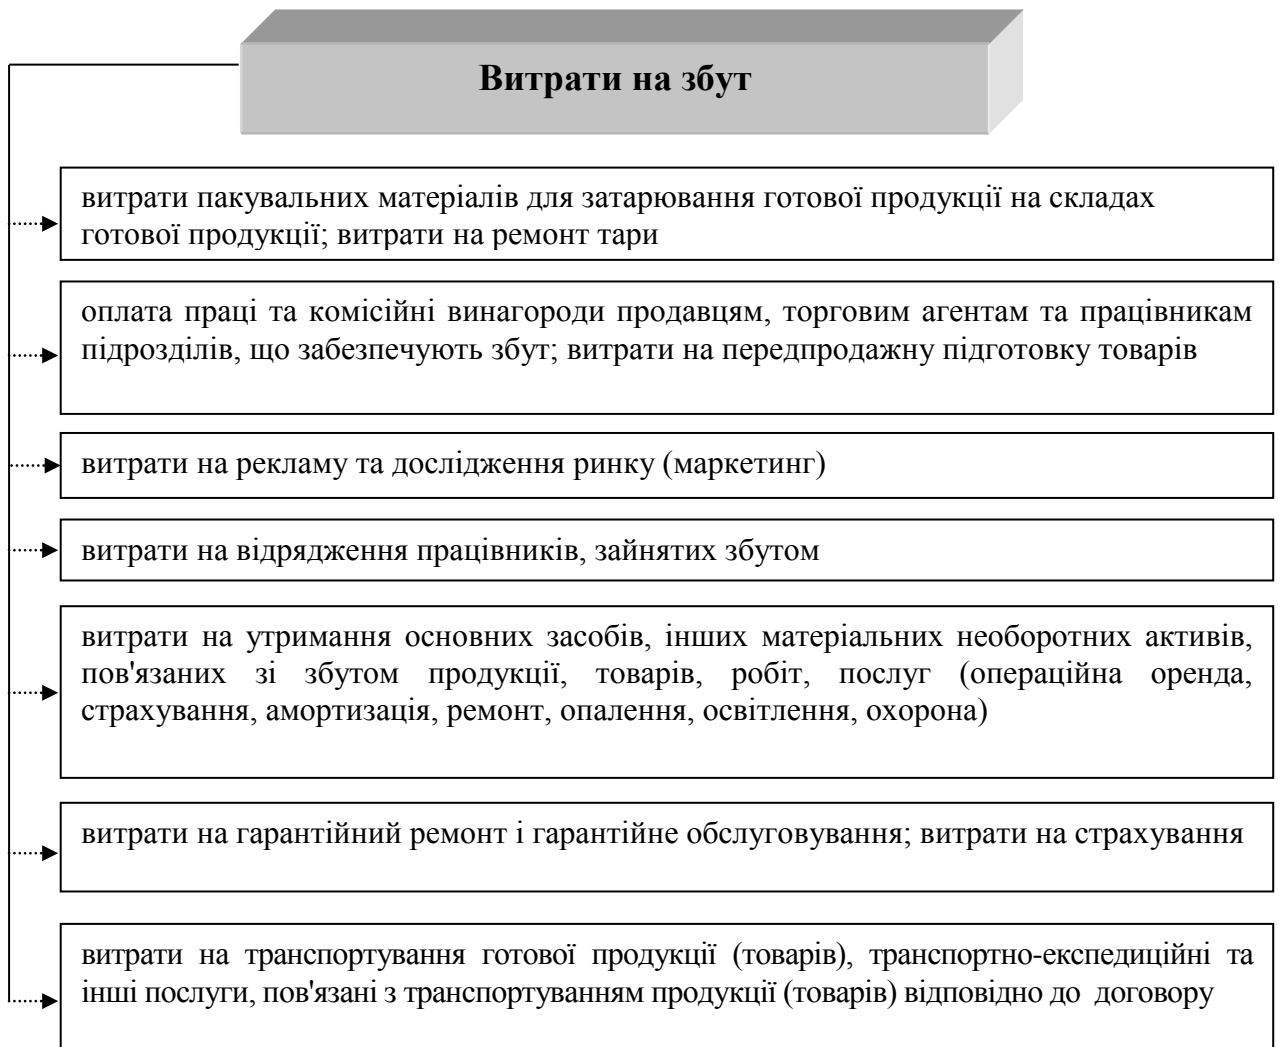 Витрати на збут
витрати пакувальних матеріалів для затарювання готової продукції на складах
готової продукції; витрати на ремонт тари
оплата праці та комісійні винагороди продавцям, торговим агентам та працівникам
підрозділів, що забезпечують збут; витрати на передпродажну підготовку товарів
витрати на рекламу та дослідження ринку (маркетинг)
витрати на відрядження працівників, зайнятих збутом
витрати на утримання основних засобів, інших матеріальних необоротних активів,
пов'язаних зі збутом продукції, товарів, робіт, послуг (операційна оренда,
страхування, амортизація, ремонт, опалення, освітлення, охорона)
витрати на гарантійний ремонт і гарантійне обслуговування; витрати на страхування
витрати на транспортування готової продукції (товарів), транспортно-експедиційні та
інші послуги, пов'язані з транспортуванням продукції (товарів) відповідно до договору